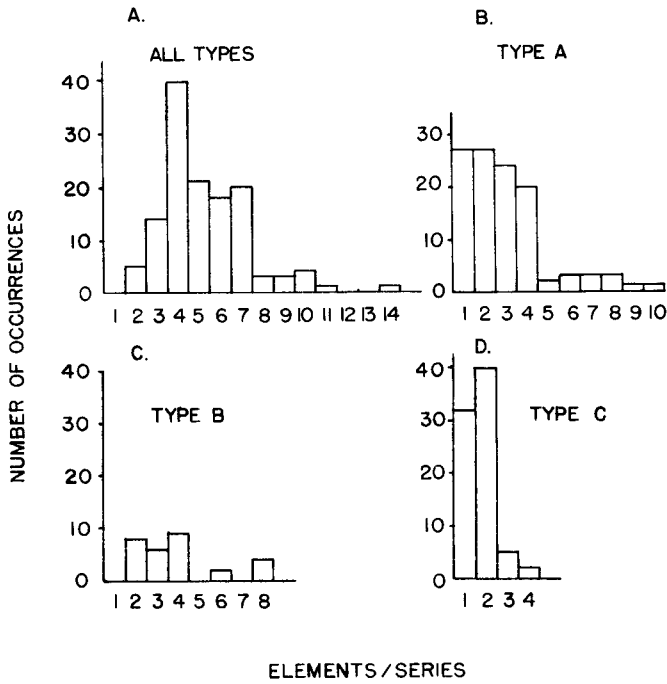 A.
ALL TYPES
40
30
20
10
0
1 2 3 4 5 6 7 8 9 10 11 12 13 14
B.
TYPE A
30
20
10
0
1 2 3 4 5 6 7 8 9 10
C.
TYPE B
40
30
20
10
0
1 2 3 4 5 6 7 8
D.
TYPE C
40
30
20
10
0
1 2 3 4
NUMBER OF OCCURRENCES
ELEMENTS/SERIES